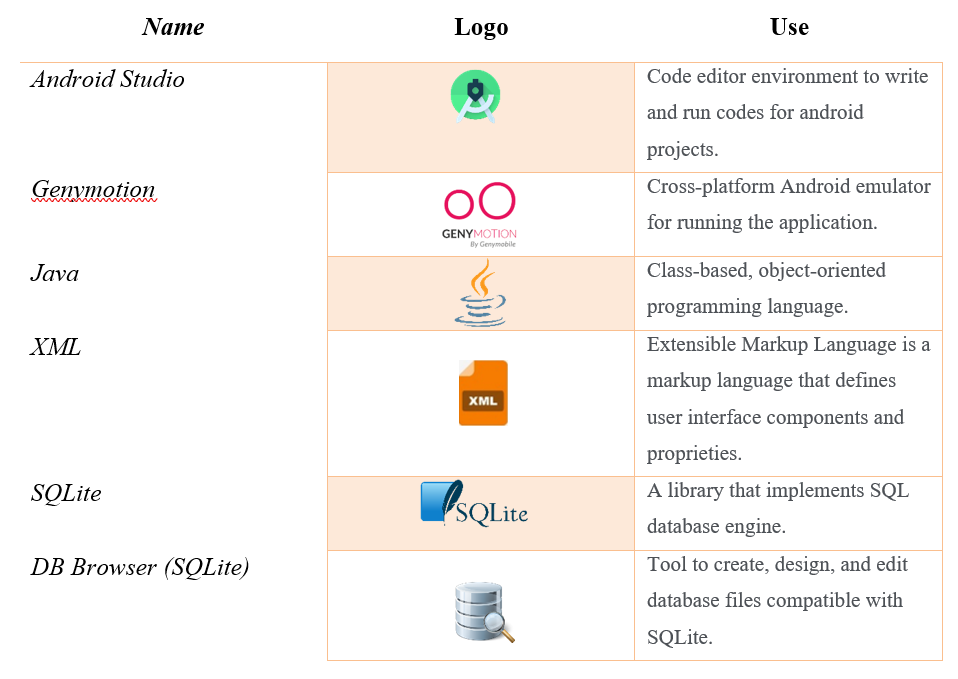 Name Logo Use
Android Studio
Code editor environment to write
and run codes for android
projects.
Genymotion
GENYMOTION
By Genymobile
Cross-platform Android emulator
for running the application.
Java
Class-based, object-oriented
programming language.
XML
XML
Extensible Markup Language is a
markup language that defines
user interface components and
proprieties.
SQLite
SQLite
A library that implements SQL
database engine.
DB Browser (SQLite)
Tool to create, design, and edit
database files compatible with
SQLite.